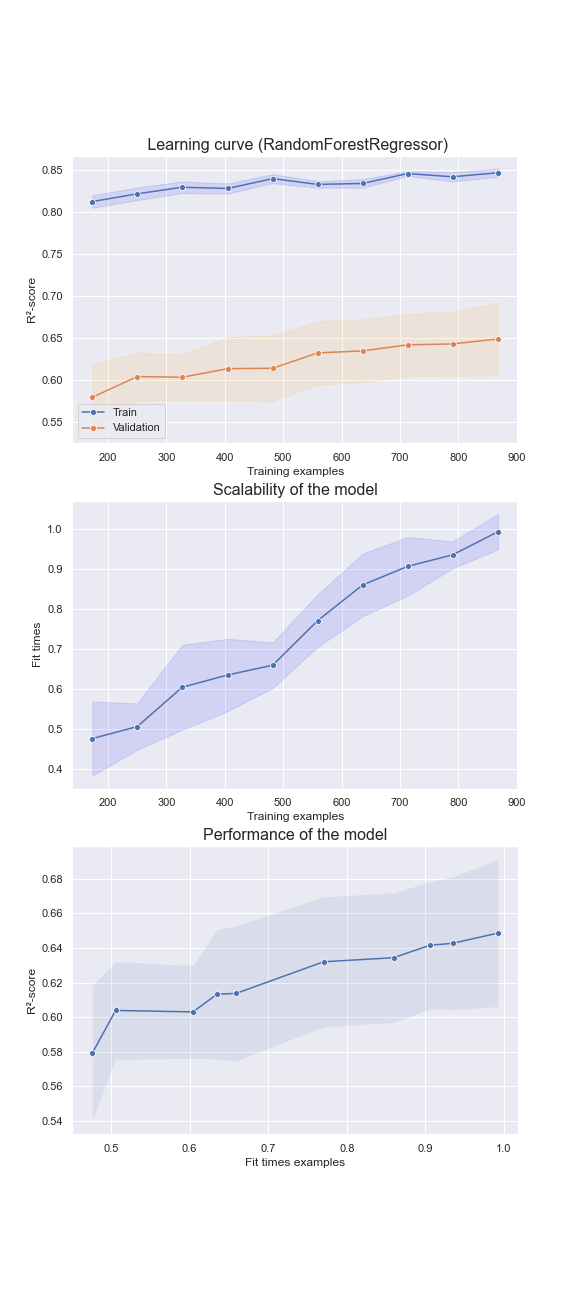 Learning curve (RandomForestRegressor)
0.85
0.80
0.75
0.70
0.65
0.60
0.55
R²-score
Train
Validation
200 300 400 500 600 700 800 900
Training examples
Scalability of the model
1.0
0.9
0.8
0.7
0.6
0.5
0.4
Fit times
200 300 400 500 600 700 800 900
Training examples
Performance of the model
0.68
0.66
0.64
0.62
0.60
0.58
0.56
0.54
R²-score
0.5 0.6 0.7 0.8 0.9 1.0
Fit times examples